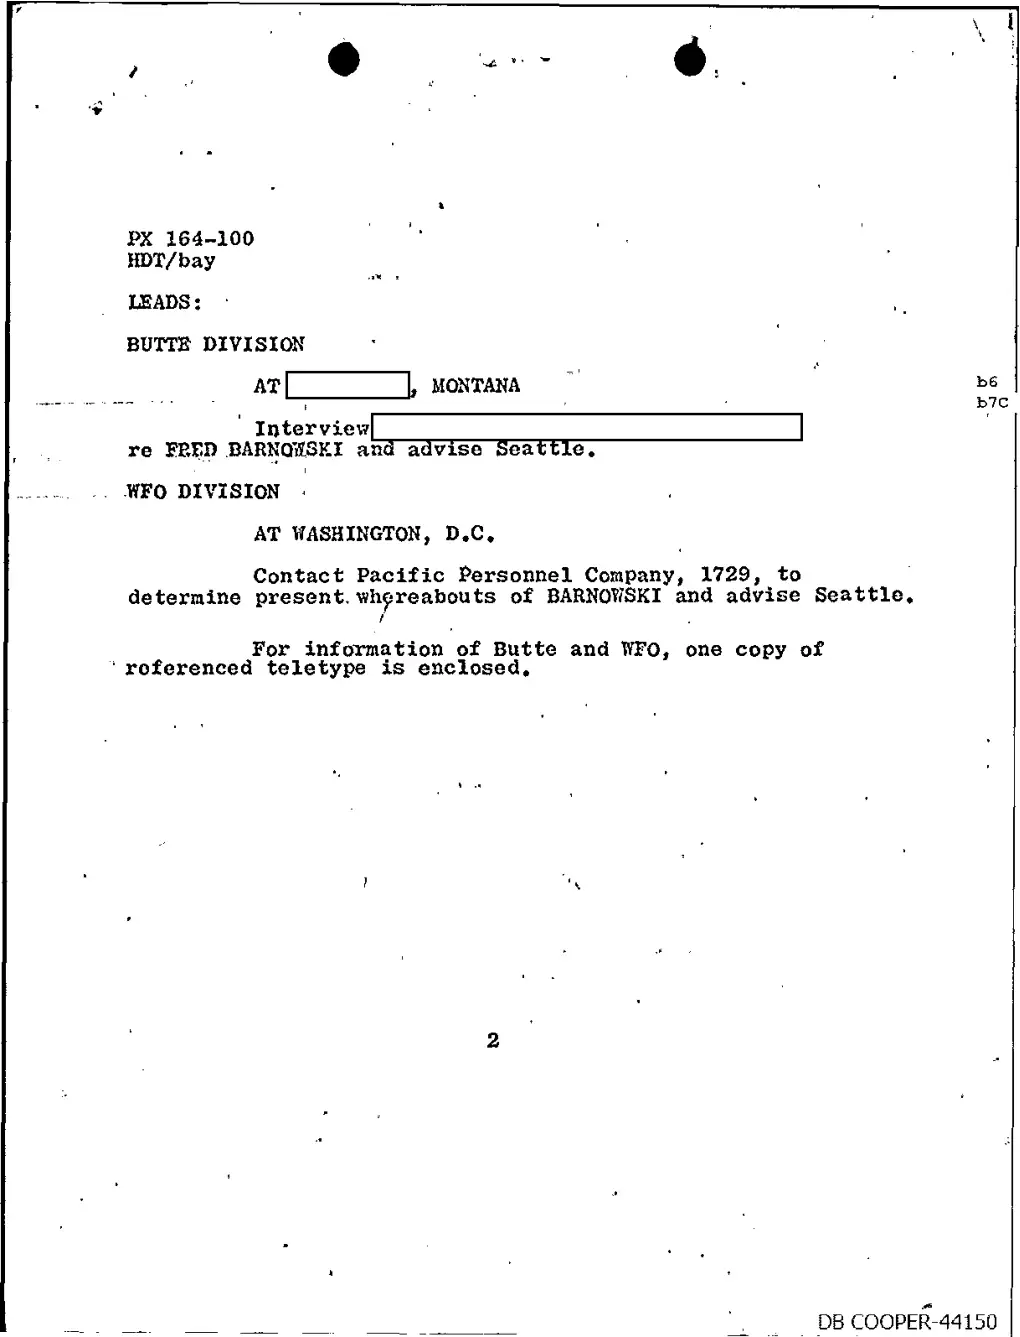 PX 164-100
HDT/bay
LEADS:
BUTTE DIVISION
AT , MONTANA
b6
b7C
Interview
re FRED BARNOWSKI and advise Seattle.
WFO DIVISION
AT WASHINGTON, D.C.
Contact Pacific Personnel Company, 1729, to
determine present whereabouts of BARNOWSKI and advise Seattle.
For information of Butte and WFO, one copy of
referenced teletype is enclosed.
2
DB COOPER-44150